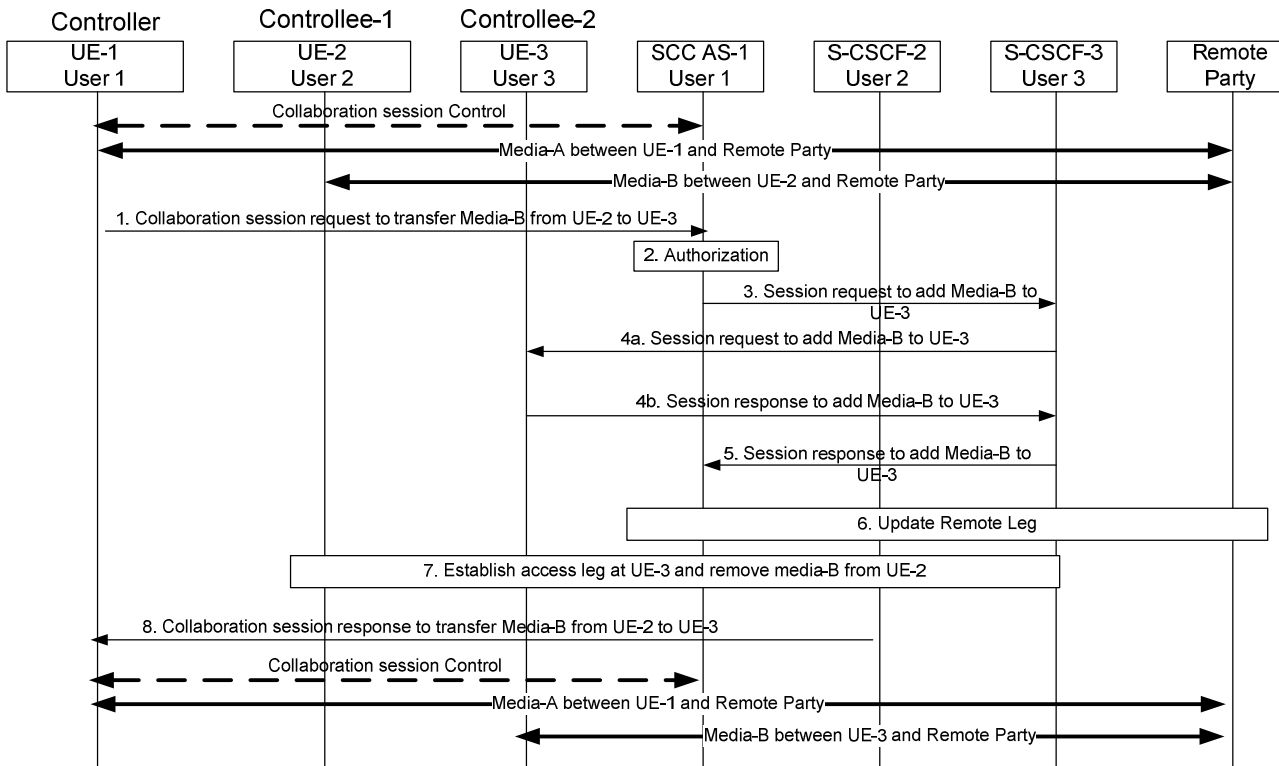 Controller
Controllee-1
Controllee-2
UE-1
User 1
UE-2
User 2
UE-3
User 3
SCC AS-1
User 1
S-CSCF-2
User 2
S-CSCF-3
User 3
Remote
Party
Collaboration session Control
Media-A between UE-1 and Remote Party
Media-B between UE-2 and Remote Party
1. Collaboration session request to transfer Media-B from UE-2 to UE-3
2. Authorization
3. Session request to add Media-B to
UE-3
4a. Session request to add Media-B to UE-3
4b. Session response to add Media-B to UE-3
5. Session response to add Media-B to
UE-3
6. Update Remote Leg
7. Establish access leg at UE-3 and remove media-B from UE-2
8. Collaboration session response to transfer Media-B from UE-2 to UE-3
Collaboration session Control
Media-A between UE-1 and Remote Party
Media-B between UE-3 and Remote Party